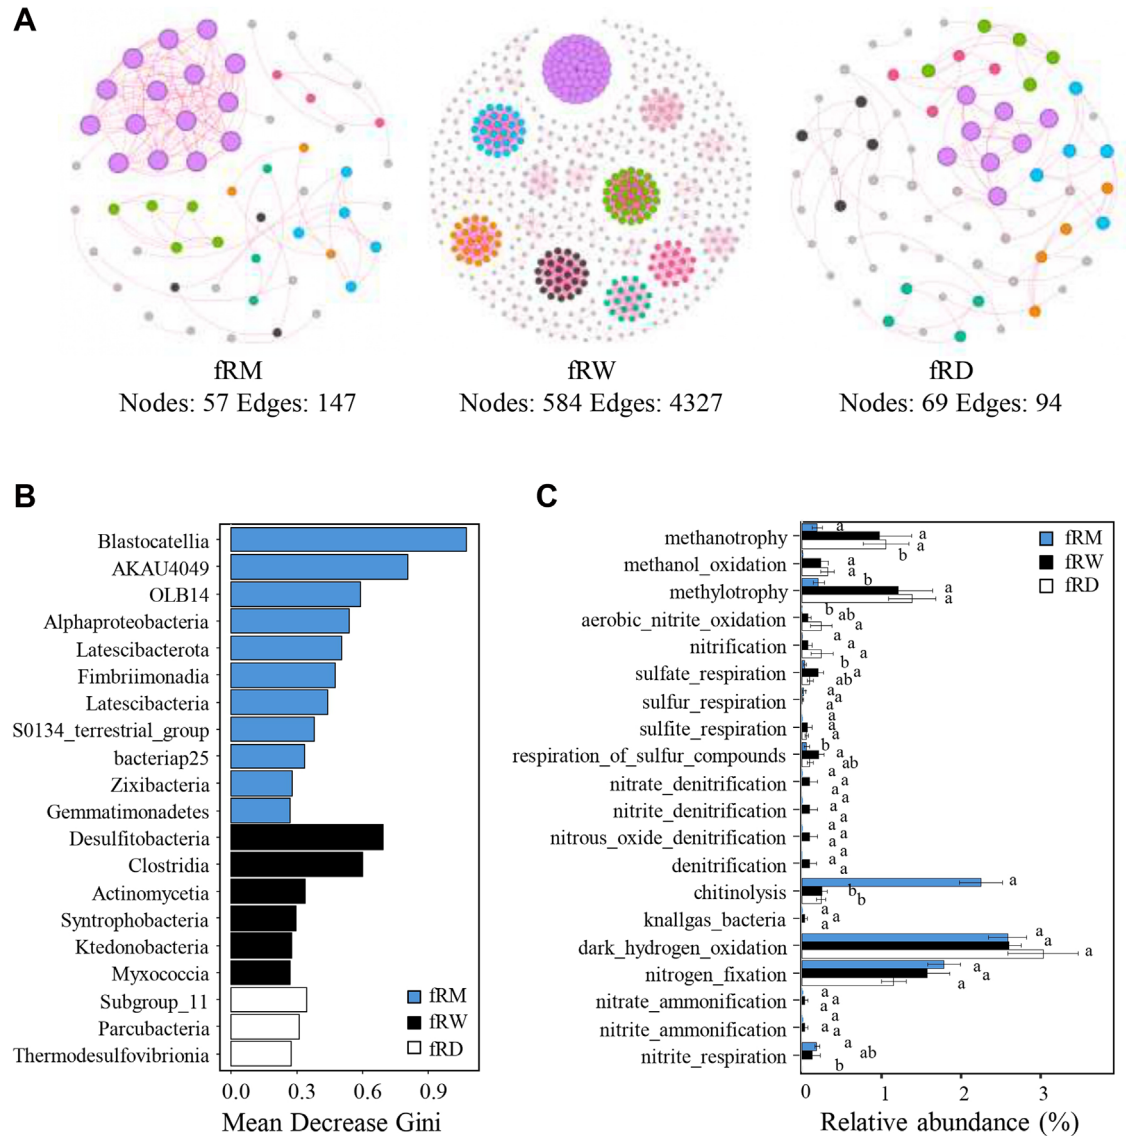 A
fRM
Nodes: 57 Edges: 147
fRW
Nodes: 584 Edges: 4327
fRD
Nodes: 69 Edges: 94
B
Blastocatellia
AKAU4049
OLB14
Alphaproteobacteria
Latescibacterota
Fimbriimonadia
Latescibacteria
S0134_terrestrial_group
bacteriap25
Zixibacteria
Gemmatimonadetes
Desulfitobacteria
Clostridia
Actinomycetia
Syntrophobacteria
Ktedonobacteria
Myxococcia
Subgroup_11
Parcubacteria
Thermodesulfovibrionia
fRM
fRW
fRD
0.0 0.3 0.6 0.9
Mean Decrease Gini
C
methanotrophy a a a
methanol_oxidation b a a
methylotrophy b a a
aerobic_nitrite_oxidation b ab a
nitrification a a a
sulfate_respiration b a ab
sulfur_respiration a a a
sulfite_respiration a a a
respiration_of_sulfur_compounds b a ab
nitrate_denitrification a a a
nitrite_denitrification a a a
nitrous_oxide_denitrification a a a
denitrification a a a
chitinolysis a b b
knallgas_bacteria a a a
dark_hydrogen_oxidation a a a
nitrogen_fixation a a a
nitrate_ammonification a a a
nitrite_ammonification a a a
nitrite_respiration a ab b
fRM
fRW
fRD
0 1 2 3
Relative abundance (%)